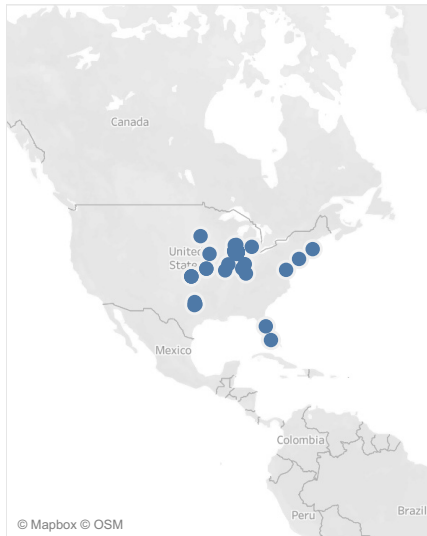 Canada
United
States
Mexico
Colombia
Peru
Brazil
© Mapbox © OSM